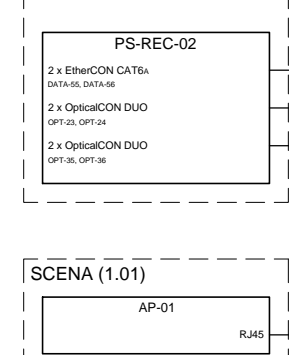 PS-REC-02
2 x EtherCON CAT6A
DATA-55, DATA-56
2 x OpticalCON DUO
OPT-23, OPT-24
2 x OpticalCON DUO
OPT-35, OPT-36
SCENA (1.01)
AP-01
RJ45